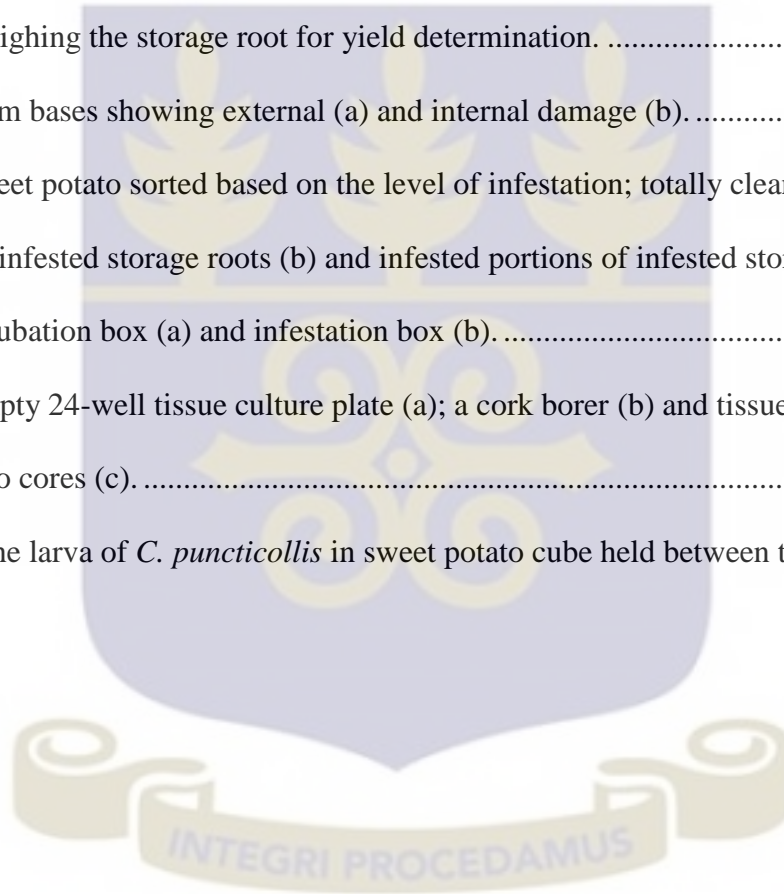 ighing the storage root for yield determination. ......................
m bases showing external (a) and internal damage (b). ...........
eet potato sorted based on the level of infestation; totally clear
infested storage roots (b) and infested portions of infested sto
ubation box (a) and infestation box (b). ....................................
pty 24-well tissue culture plate (a); a cork borer (b) and tissue
o cores (c). .................................................................................
ne larva of C. puncticollis in sweet potato cube held between t
INTEGRI PROCEDAMUS